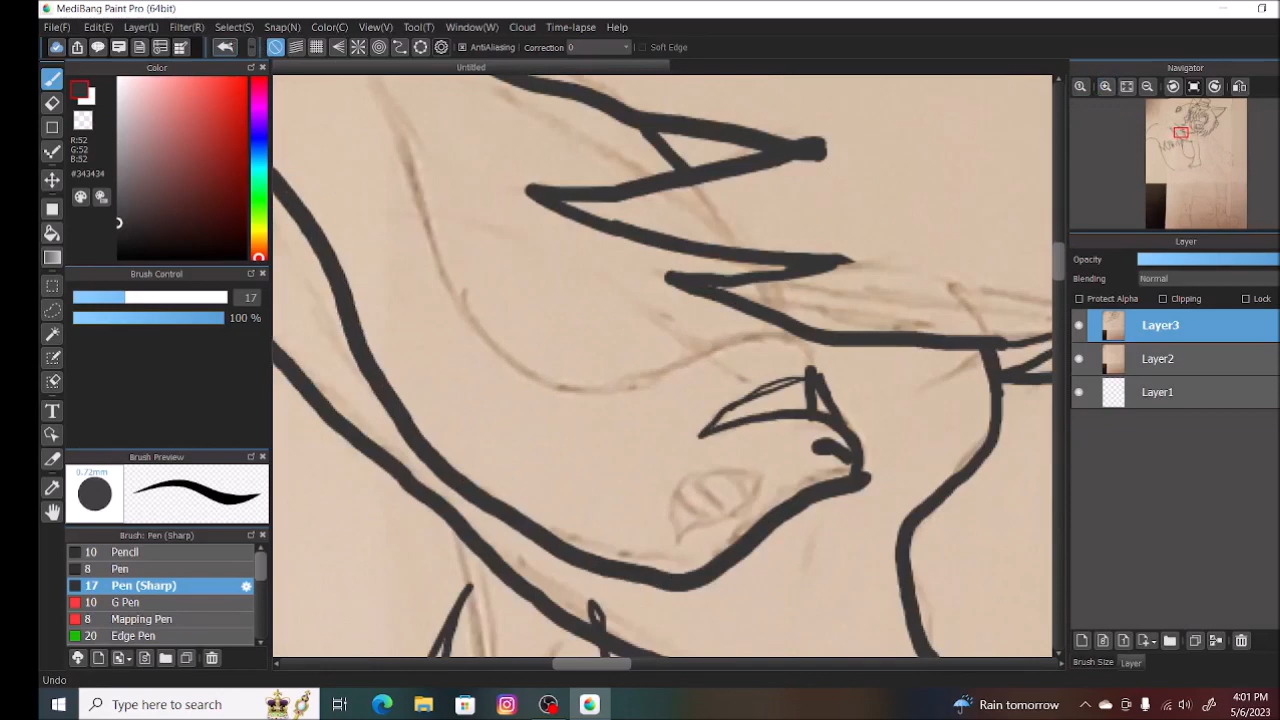 MediBang Paint Pro (64bit)
File(F) Edit(E) Layer(L) Filter(R) Select(S) Snap(N) Color(C) View(V) Tool(T) Window(W) Cloud Time-lapse Help
AntiAliasing Correction 0 Soft Edge
Color
Untitled
Navigator
R:52
G:52
B:52
#343434
Brush Control
17
100 %
Layer
Opacity
Blending Normal
Protect Alpha Clipping Lock
Layer3
Layer2
Layer1
Brush Preview
0.72mm
Brush: Pen (Sharp)
10 Pencil
8 Pen
17 Pen (Sharp)
10 G Pen
8 Mapping Pen
20 Edge Pen
Brush Size Layer
Undo
Type here to search
Rain tomorrow
4:01 PM
5/6/2023